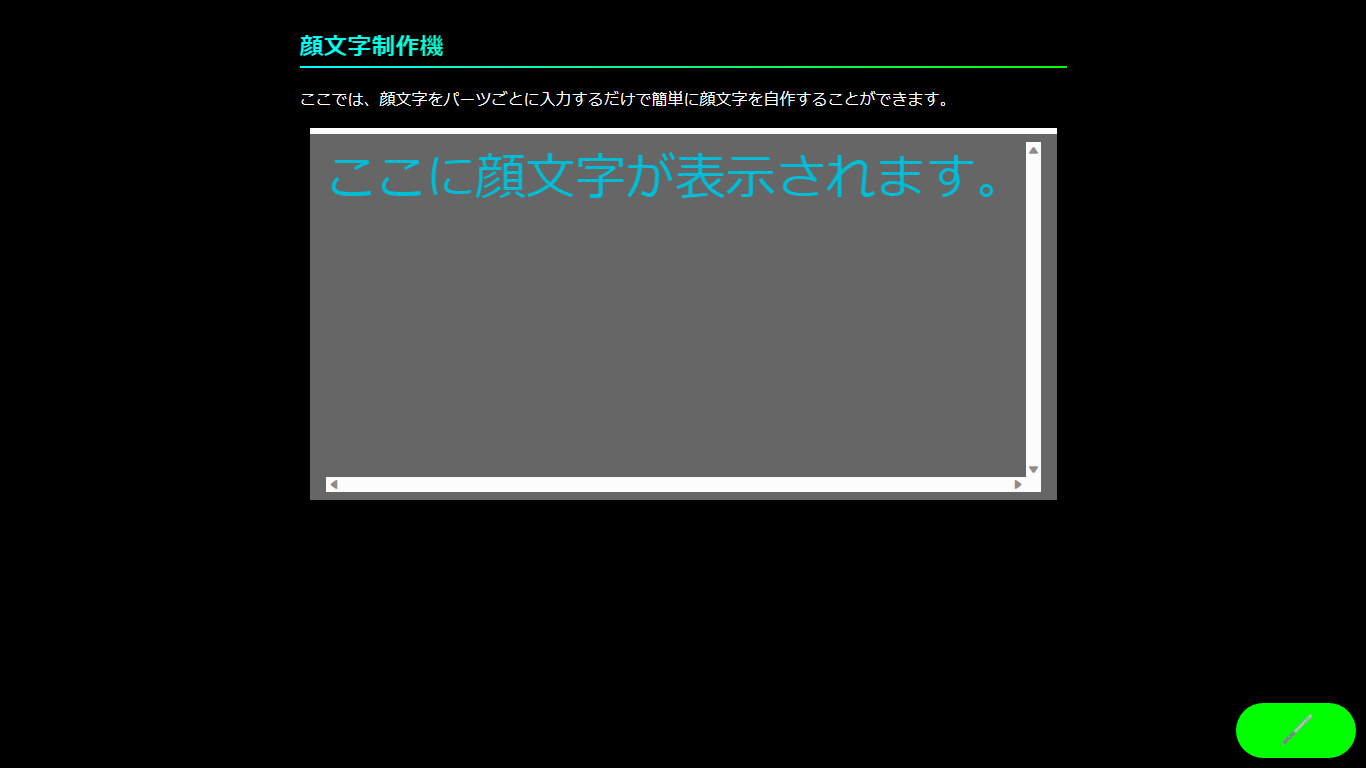 顔文字制作機
ここでは、顔文字をパーツごとに入力するだけで簡単に顔文字を自作することができます。
ここに顔文字が表示されます。